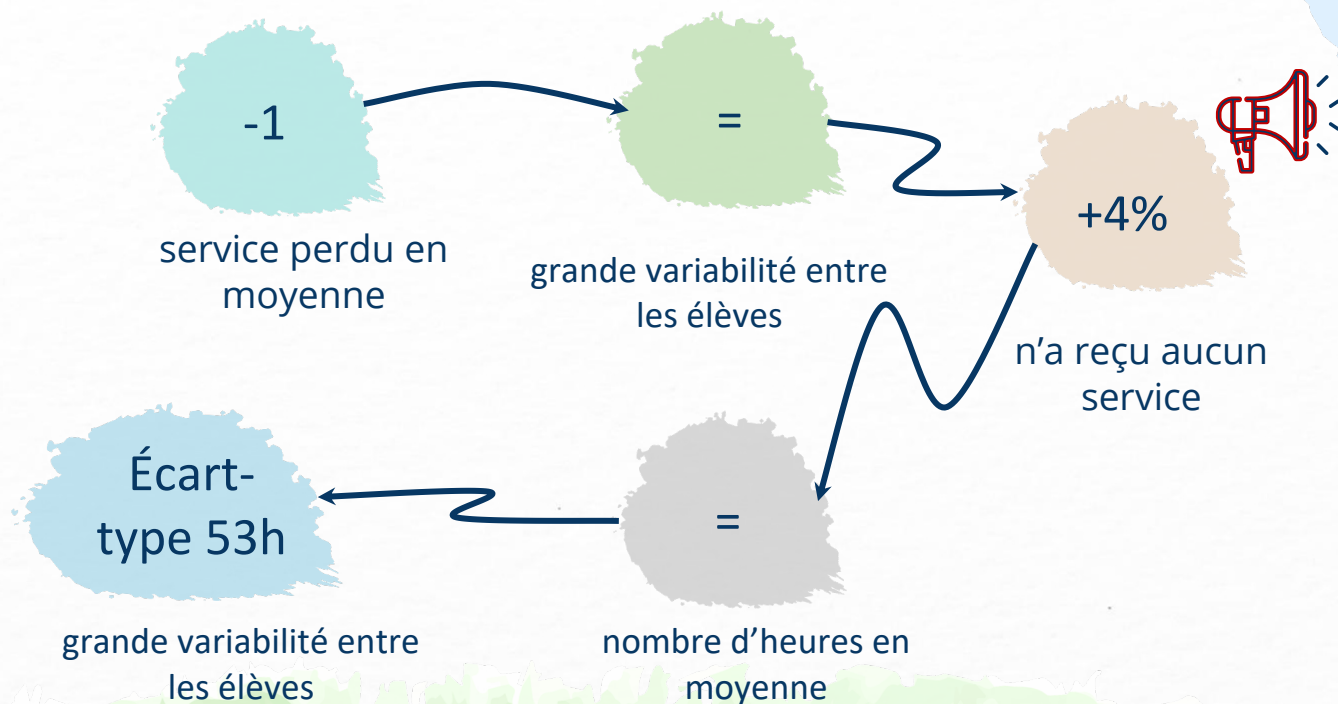 -1
service perdu en
moyenne
=
grande variabilité entre
les élèves
+4%
n'a reçu aucun
service
=
nombre d'heures en
moyenne
Écart-
type 53h
grande variabilité entre
les élèves